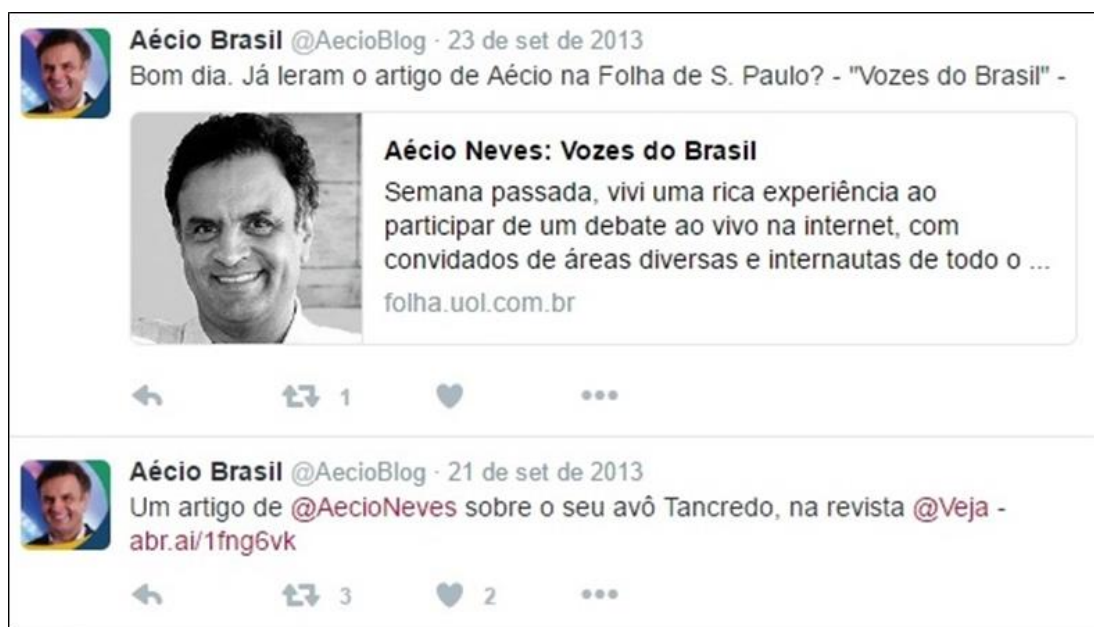 Aécio Brasil @AecioBlog · 23 de set de 2013
Bom dia. Já leram o artigo de Aécio na Folha de S. Paulo? - "Vozes do Brasil" -
Aécio Neves: Vozes do Brasil
Semana passada, vivi uma rica experiência ao
participar de um debate ao vivo na internet, com
convidados de áreas diversas e internautas de todo o ...
folha.uol.com.br
1
Aécio Brasil @AecioBlog · 21 de set de 2013
Um artigo de @AecioNeves sobre o seu avô Tancredo, na revista @Veja -
abr.ai/1fng6vk
3 2